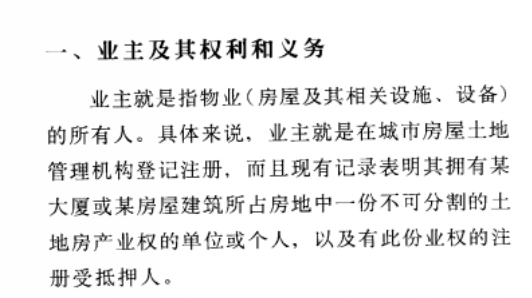 一、业主及其权利和义务
业主就是指物业(房屋及其相关设施、设备)
的所有人。具体来说，业主就是在城市房屋土地
管理机构登记注册，而且现有记录表明其拥有某
大厦或某房屋建筑所占房地中一份不可分割的土
地房产业权的单位或个人，以及有此份业权的注
册受抵押人。